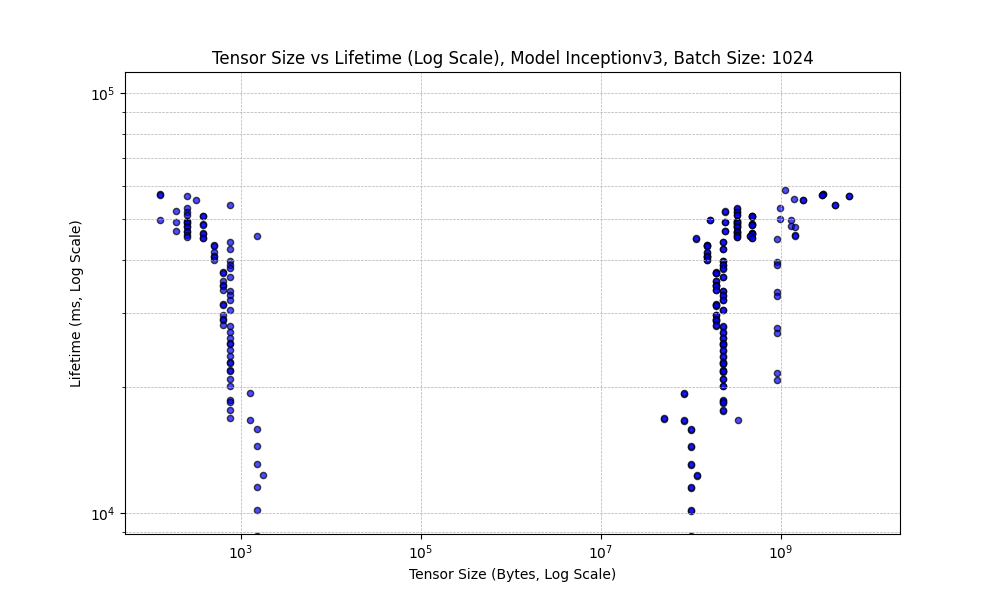 Tensor Size vs Lifetime (Log Scale), Model Inceptionv3, Batch Size: 1024
Lifetime (ms, Log Scale)
10^5
10^4
10^3 10^5 10^7 10^9
Tensor Size (Bytes, Log Scale)